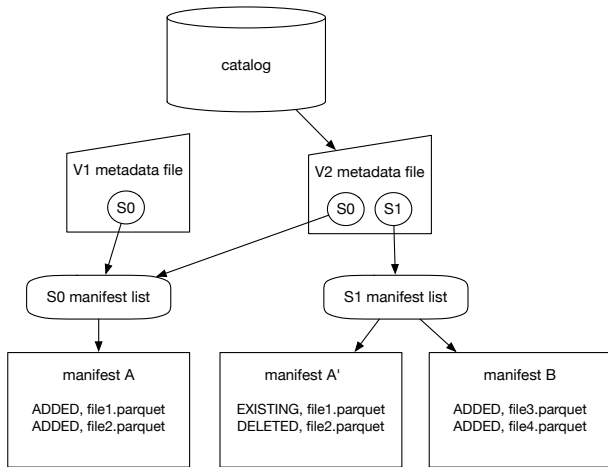 catalog
V1 metadata file
S0
V2 metadata file
S0 S1
S0 manifest list
S1 manifest list
manifest A
ADDED, file1.parquet
ADDED, file2.parquet
manifest A'
EXISTING, file1.parquet
DELETED, file2.parquet
manifest B
ADDED, file3.parquet
ADDED, file4.parquet